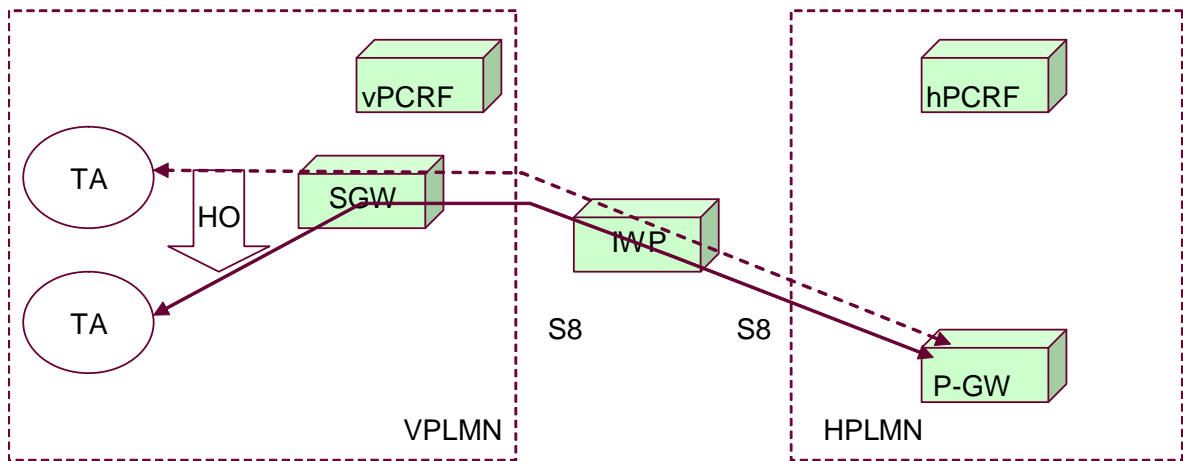 vPCRF
hPCRF
TA
SGW
HO
IWP
TA
S8
S8
P-GW
VPLMN
HPLMN